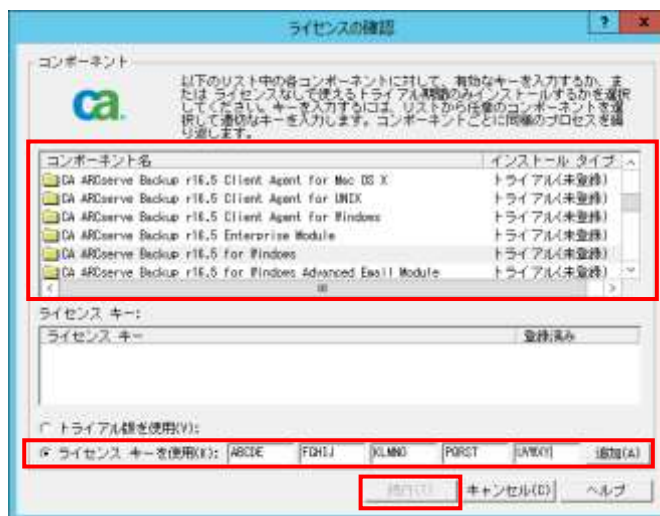 ライセンスの確認
コンポーネント
ca
以下のリスト中の各コンポーネントに対して、有効なキーを入力するか、ま
たは ライセンスなしで使えるトライアル期間のみインストールするかを選択
してください。キーを入力するには、リストから任意のコンポーネントを選
択して適切なキーを入力します。コンポーネントごとに同様のプロセスを繰
り返します。
コンポーネント名 インストール タイプ
CA ARCserve Backup r16.5 Client Agent for Mac OS X トライアル(未登録)
CA ARCserve Backup r16.5 Client Agent for UNIX トライアル(未登録)
CA ARCserve Backup r16.5 Client Agent for Windows トライアル(未登録)
CA ARCserve Backup r16.5 Enterprise Module トライアル(未登録)
CA ARCserve Backup r16.5 for Windows トライアル(未登録)
CA ARCserve Backup r16.5 for Windows Advanced Email Module トライアル(未登録)
ライセンス キー:
ライセンス キー 登録済み
トライアル版を使用(V):
ライセンス キーを使用(K): ABCDE FGHIJ KLMNO PQRST UVWXY 追加(A)
キャンセル(C) ヘルプ